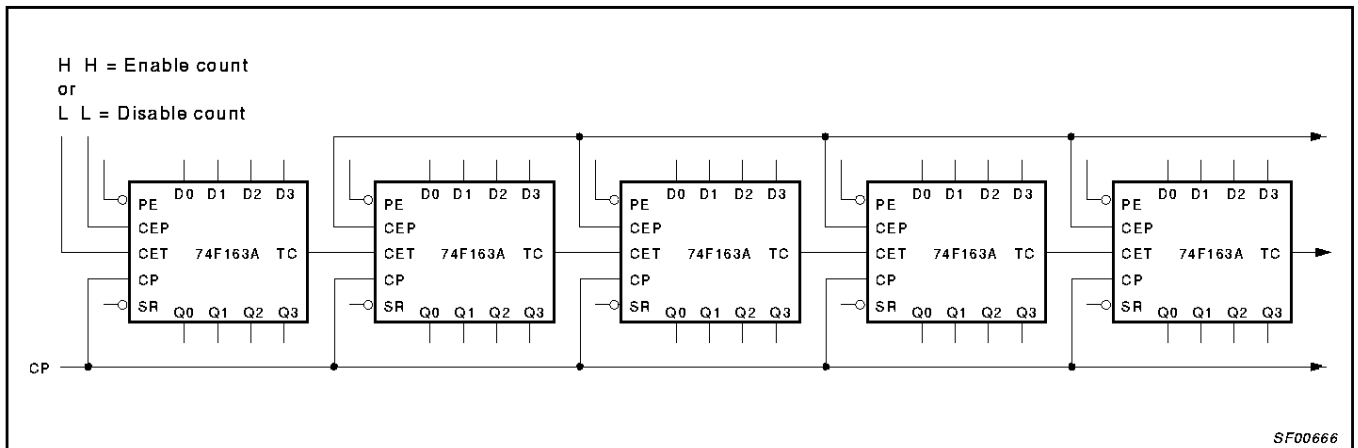 H H = Enable count
or
L L = Disable count
D0 D1 D2 D3
PE
CEP
CET 74F163A TC
CP
SR
Q0 Q1 Q2 Q3
D0 D1 D2 D3
PE
CEP
CET 74F163A TC
CP
SR
Q0 Q1 Q2 Q3
D0 D1 D2 D3
PE
CEP
CET 74F163A TC
CP
SR
Q0 Q1 Q2 Q3
D0 D1 D2 D3
PE
CEP
CET 74F163A TC
CP
SR
Q0 Q1 Q2 Q3
D0 D1 D2 D3
PE
CEP
CET 74F163A TC
CP
SR
Q0 Q1 Q2 Q3
CP
SF00666